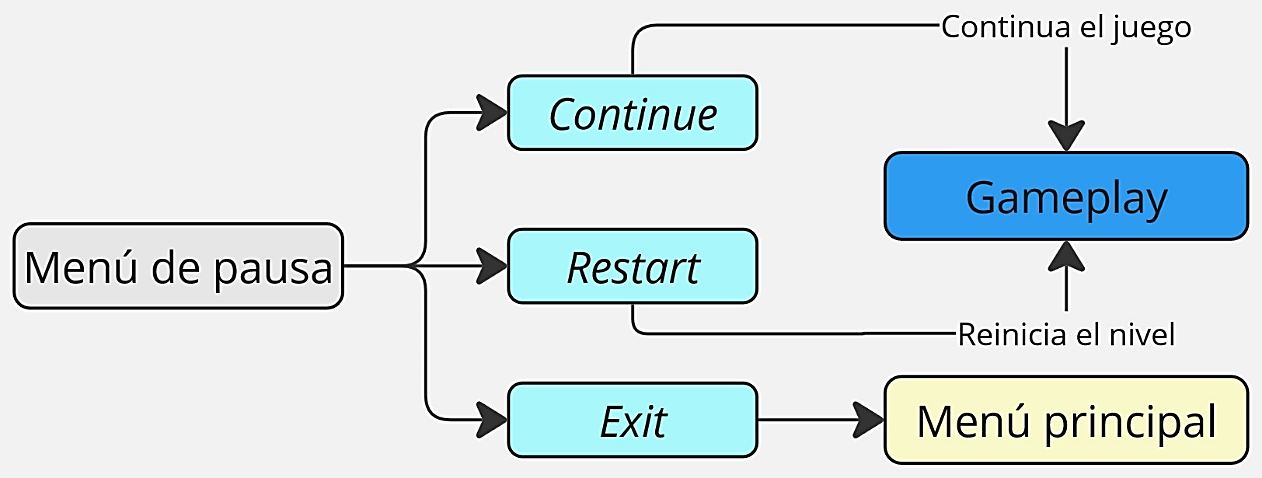 Continua el juego
Continue
Gameplay
Menú de pausa
Restart
Reinicia el nivel
Exit
Menú principal